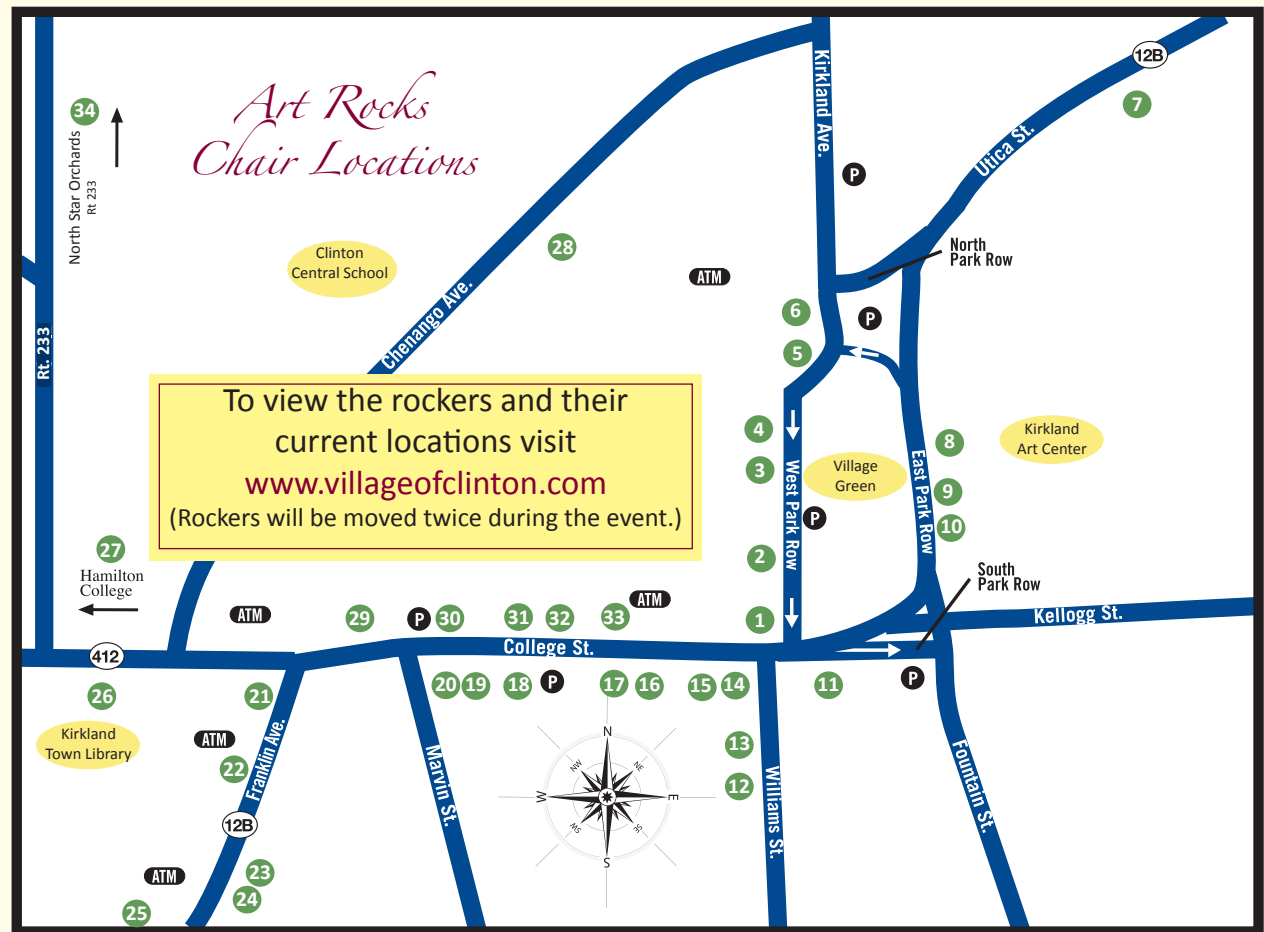 Art Rocks
Chair Locations
34
North Star Orchards
Rt 233
Rt. 233
Clinton
Central School
Chenango Ave.
28
Kirkland Ave.
P
12B
7
Utica St.
North
Park Row
ATM
6
P
5
4
3
West Park Row
P
2
1
Village
Green
East Park Row
8
9
10
Kirkland
Art Center
To view the rockers and their
current locations visit
www.villageofclinton.com
(Rockers will be moved twice during the event.)
27
Hamilton
College
ATM
29
P
30
31
32
33
ATM
South
Park Row
Kellogg St.
412
College St.
26
21
20
19
18
P
17
16
15
14
11
P
Kirkland
Town Library
ATM
22
Franklin Ave.
12B
23
24
ATM
25
Marvin St.
N
NW
NE
W
E
SW
SE
S
13
12
Williams St.
Fountain St.